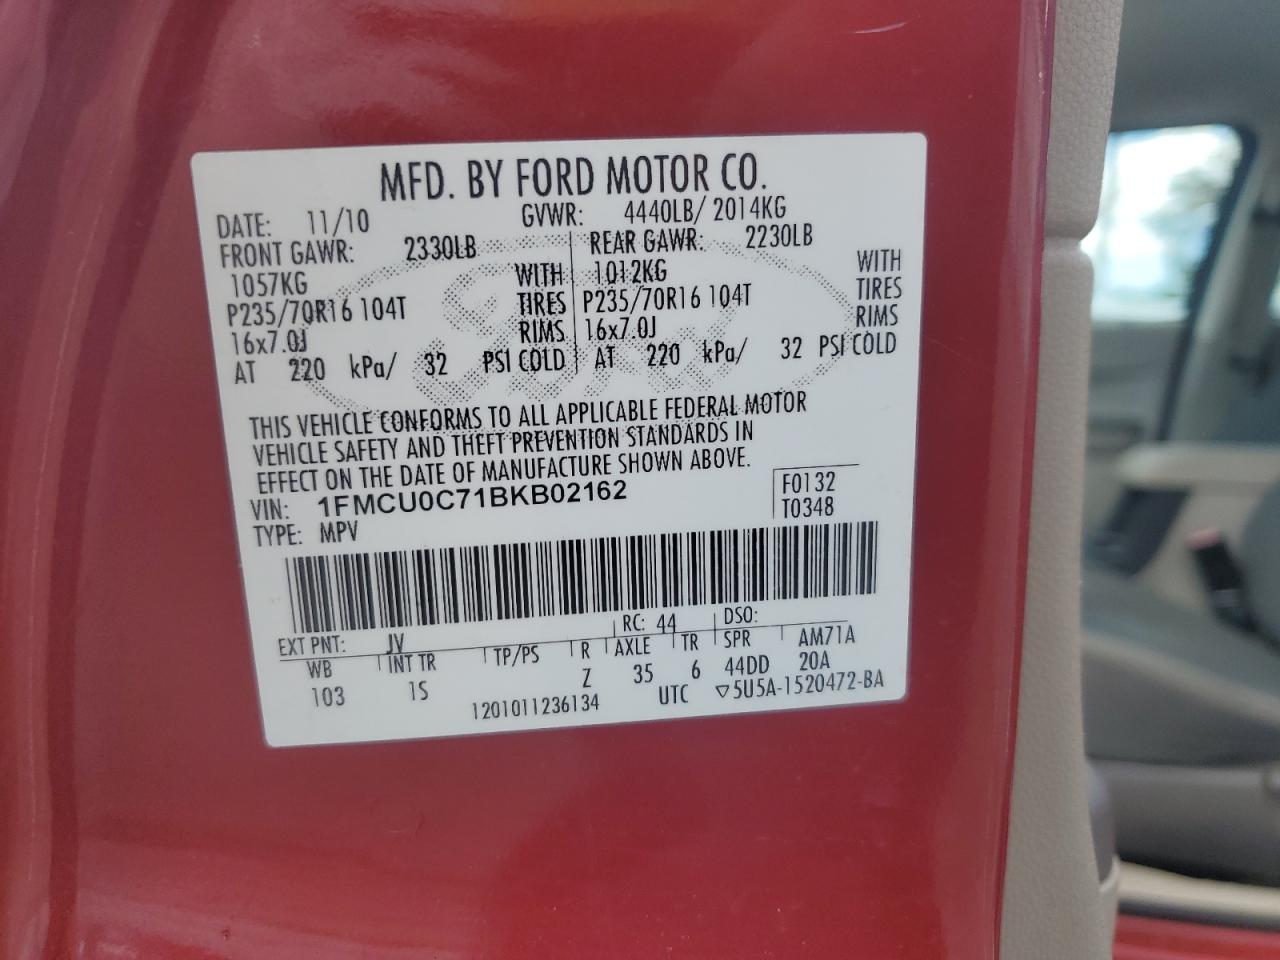 MFD. BY FORD MOTOR CO.
DATE: 11/10 GVWR: 4440LB/ 2014KG
FRONT GAWR: 2330LB REAR GAWR: 2230LB
1057KG WITH 1012KG WITH
P235/70R16 104T TIRES P235/70R16 104T TIRES
16x7.0J RIMS 16x7.0J RIMS
AT 220 kPa/ 32 PSI COLD AT 220 kPa/ 32 PSI COLD
THIS VEHICLE CONFORMS TO ALL APPLICABLE FEDERAL MOTOR
VEHICLE SAFETY AND THEFT PREVENTION STANDARDS IN
EFFECT ON THE DATE OF MANUFACTURE SHOWN ABOVE.
VIN: 1FMCU0C71BKB02162 F0132
TYPE: MPV T0348
EXT PNT: JV RC: 44 DSO:
WB INT TR TP/PS R AXLE TR SPR AM71A
103 1S Z 35 6 44DD 20A
1201011236134 UTC ▽5U5A-1520472-BA